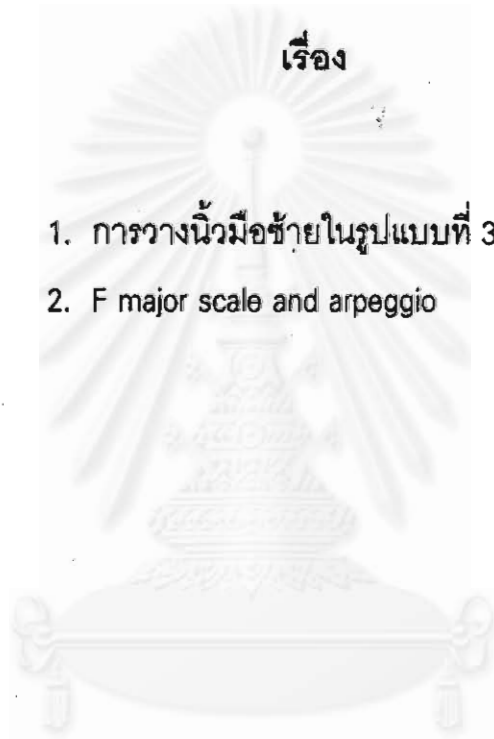 เรื่อง
1. การวางนิ้วมือซ้ายในรูปแบบที่ 3
2. F major scale and arpeggio